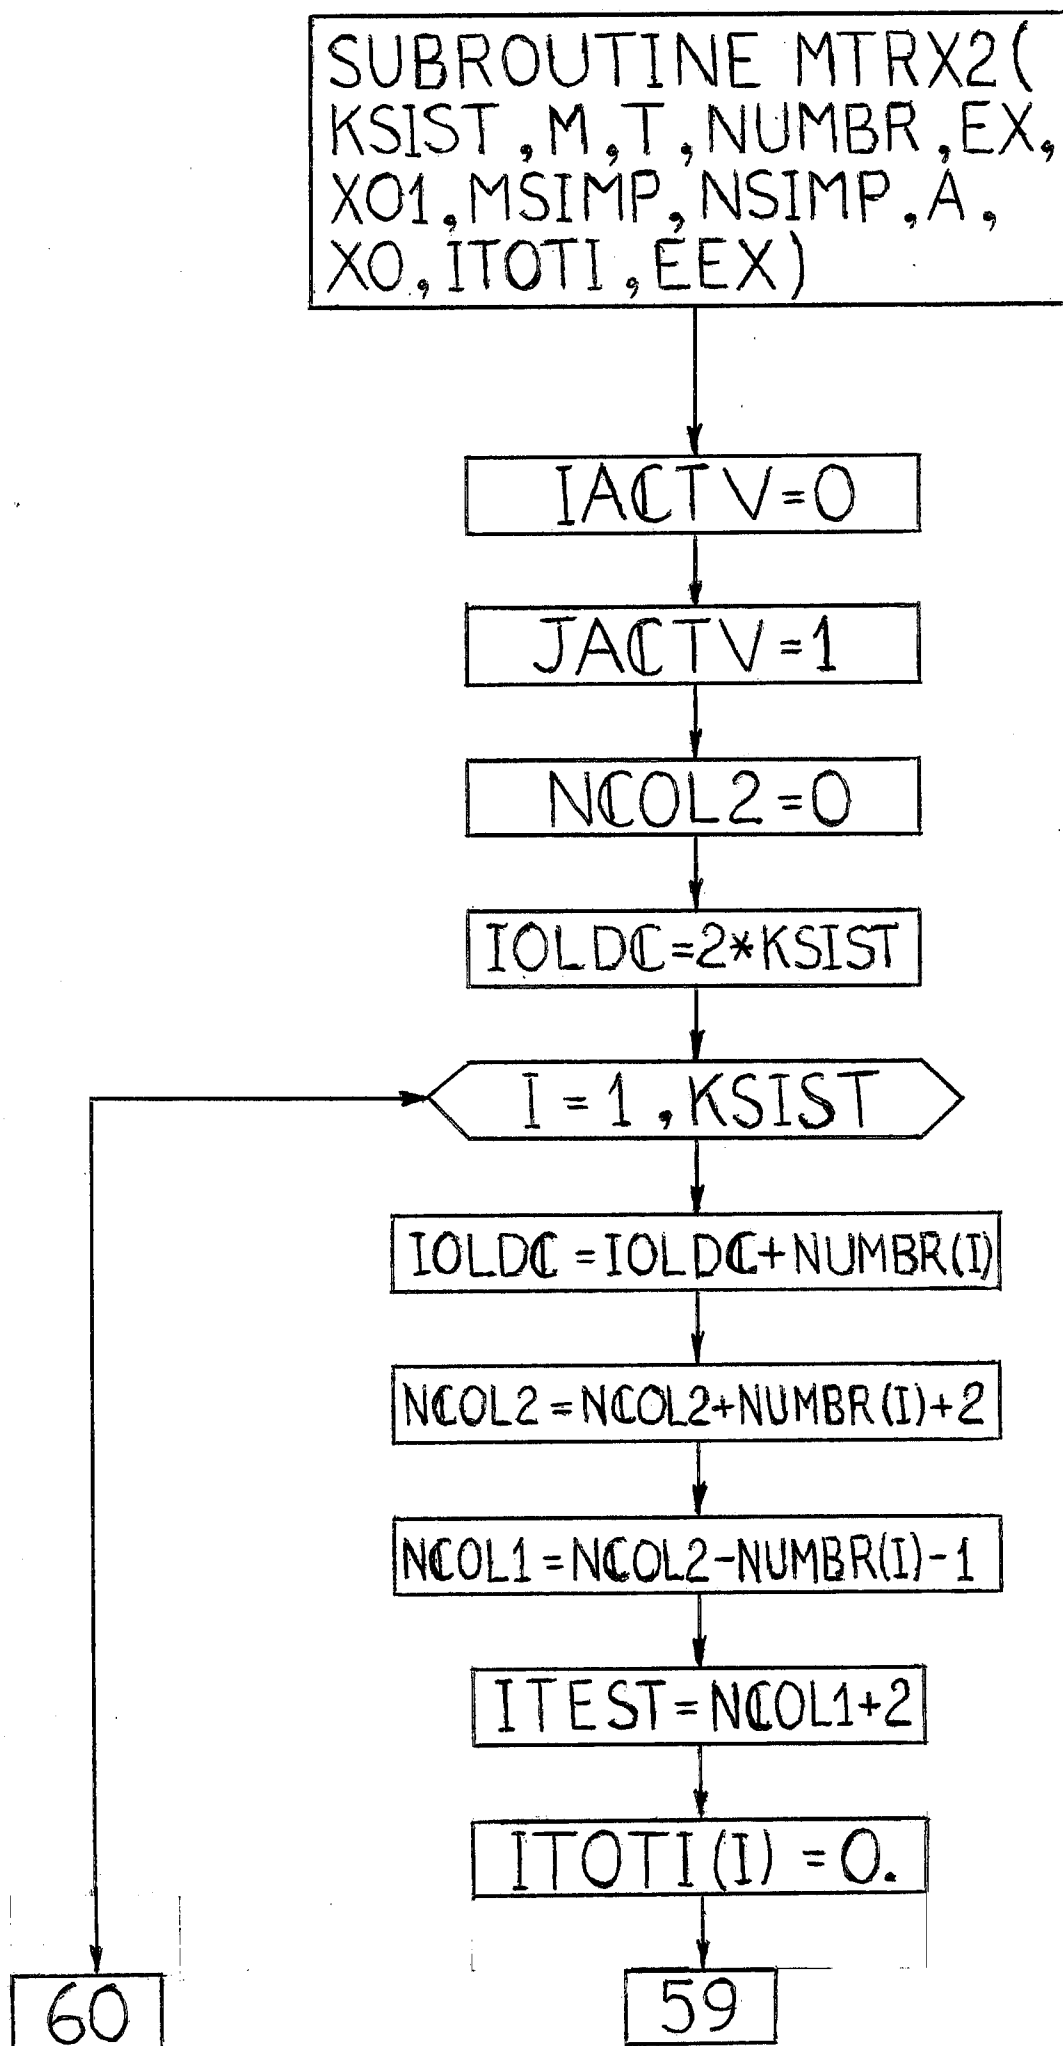 SUBROUTINE MTRX2(
KSIST,M,T,NUMBR,EX,
XO1,MSIMP,NSIMP,A,
XO,ITOTI,EEX)
IACTV=0
JACTV=1
NCOL2=0
IOLDC=2*KSIST
I=1,KSIST
IOLDC=IOLDC+NUMBR(I)
NCOL2=NCOL2+NUMBR(I)+2
NCOL1=NCOL2-NUMBR(I)-1
ITEST=NCOL1+2
ITOTI(I)=0.
60
59